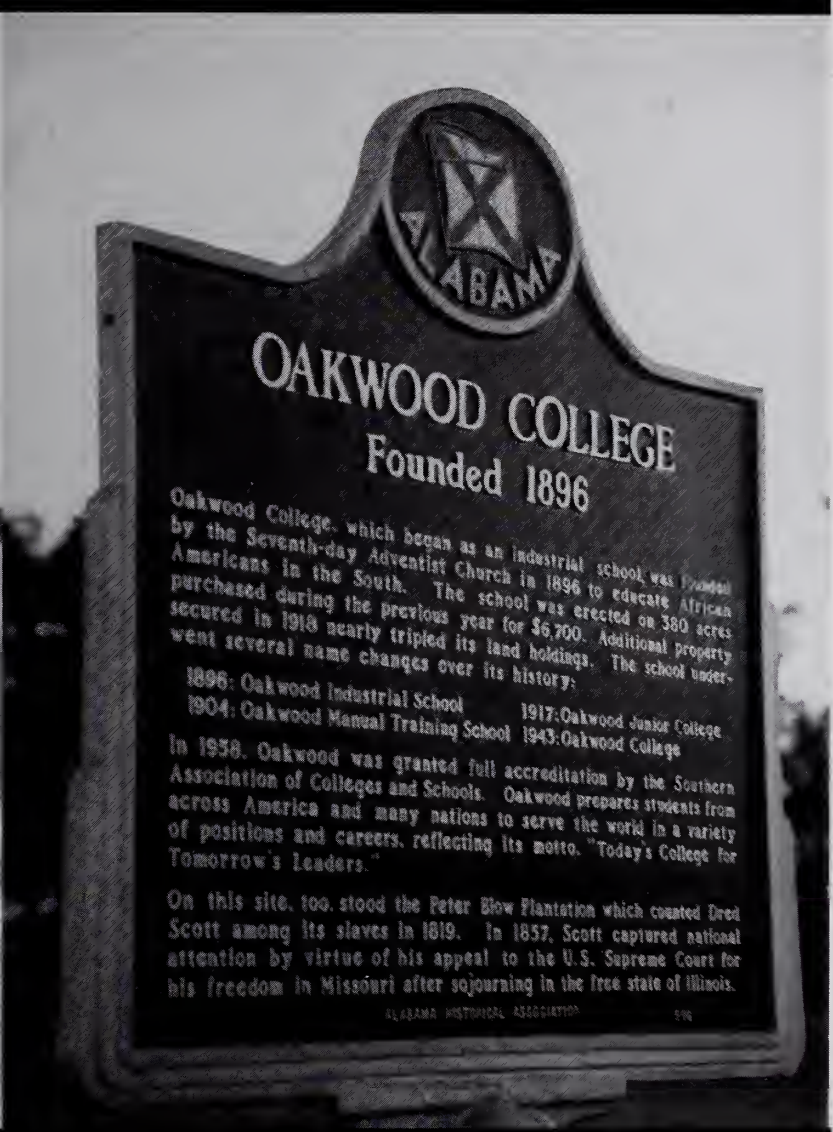 ALABAMA
OAKWOOD COLLEGE
Founded 1896
Oakwood College, which began as an industrial school, was founded
by the Seventh-day Adventist Church in 1896 to educate African
Americans in the South. The school was erected on 380 acres
purchased during the previous year for $6,700. Additional property
secured in 1918 nearly tripled its land holdings. The school under-
went several name changes over its history:
1896: Oakwood Industrial School 1917: Oakwood Junior College
1904: Oakwood Manual Training School 1943: Oakwood College
In 1958, Oakwood was granted full accreditation by the Southern
Association of Colleges and Schools. Oakwood prepares students from
across America and many nations to serve the world in a variety
of positions and careers, reflecting its motto, "Today's College for
Tomorrow's Leaders."
On this site, too, stood the Peter Blow Plantation which counted Dred
Scott among its slaves in 1819. In 1857, Scott captured national
attention by virtue of his appeal to the U.S. Supreme Court for
his freedom in Missouri after sojourning in the free state of Illinois.
ALABAMA HISTORICAL ASSOCIATION